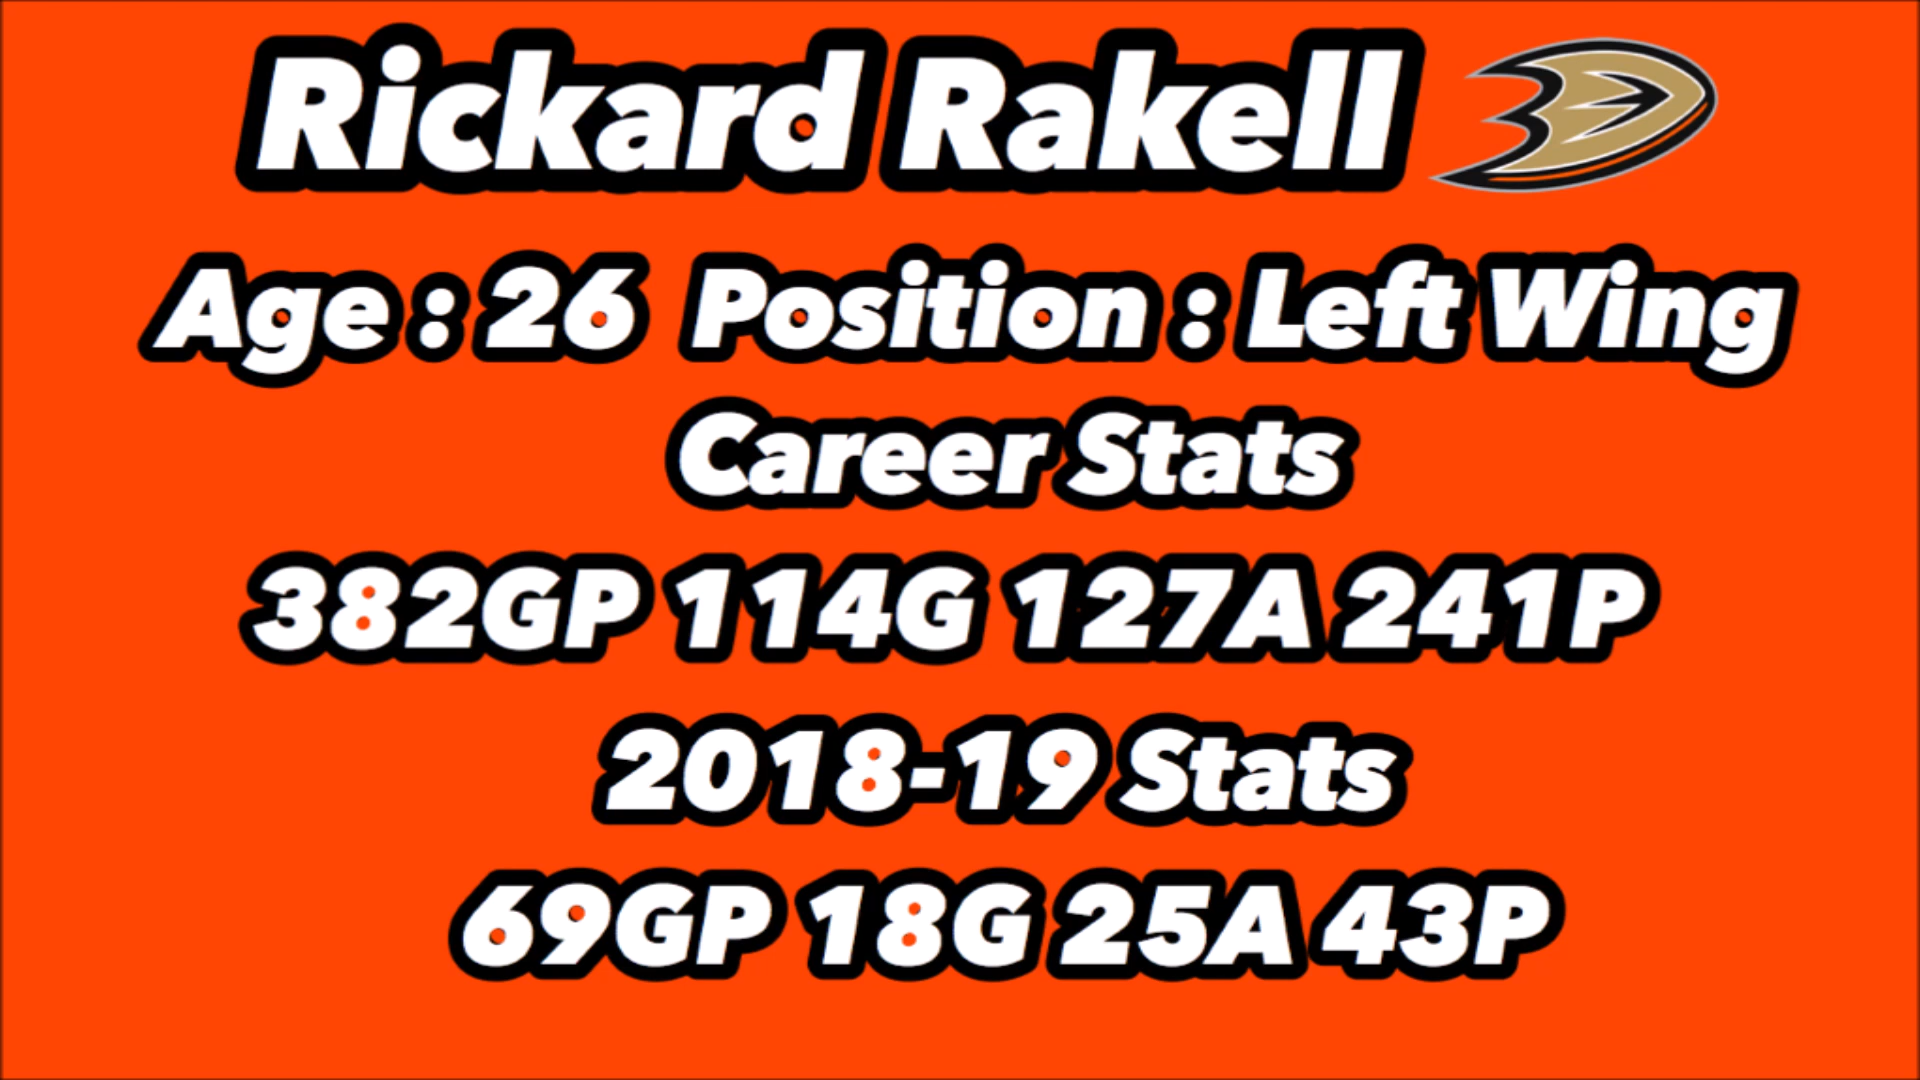 Rickard Rakell
Age : 26 Position : Left Wing
Career Stats
382GP 114G 127A 241P
2018-19 Stats
69GP 18G 25A 43P